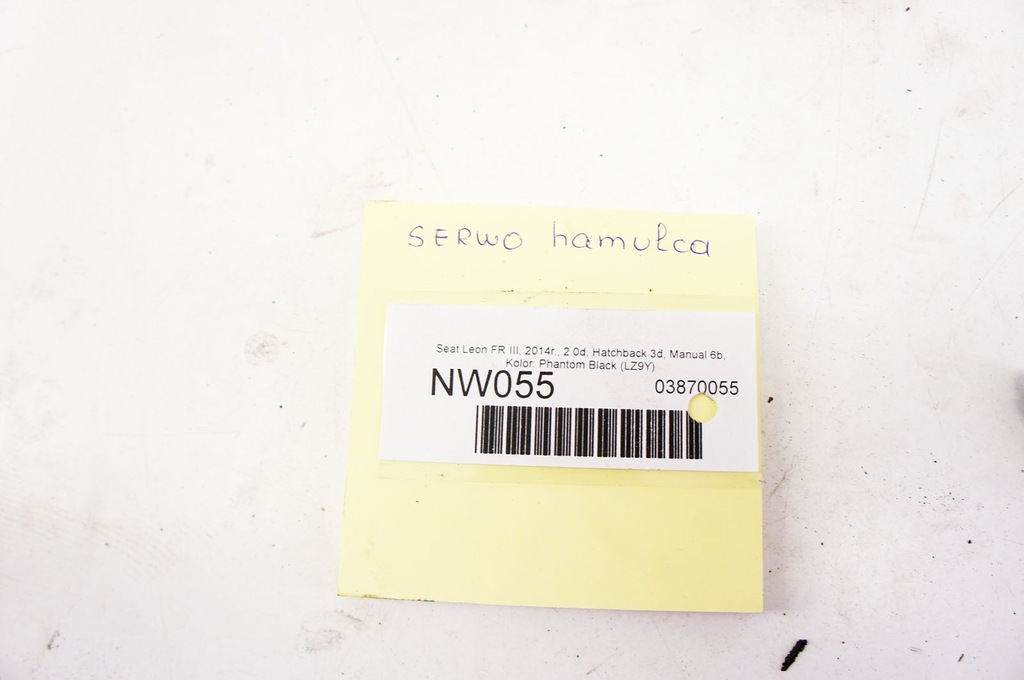 SERWO hamulca
Seat Leon FR III, 2014r., 2.0d, Hatchback 3d, Manual 6b,
Kolor: Phantom Black (LZ9Y)
NW055 03870055